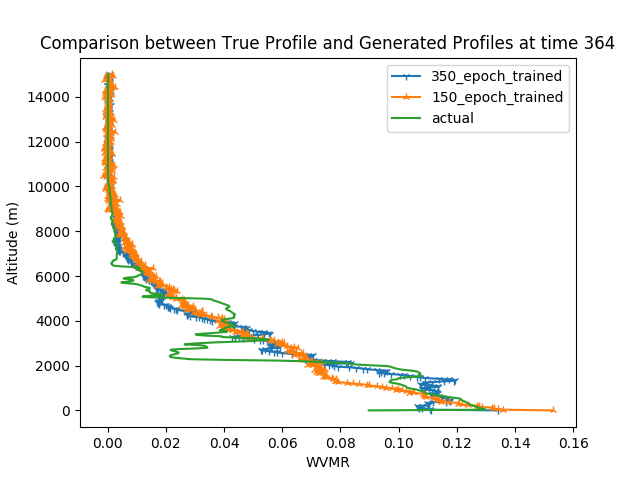 Comparison between True Profile and Generated Profiles at time 364
350_epoch_trained
150_epoch_trained
actual
14000
12000
10000
8000
6000
4000
2000
0
Altitude (m)
0.00 0.02 0.04 0.06 0.08 0.10 0.12 0.14 0.16
WVMR